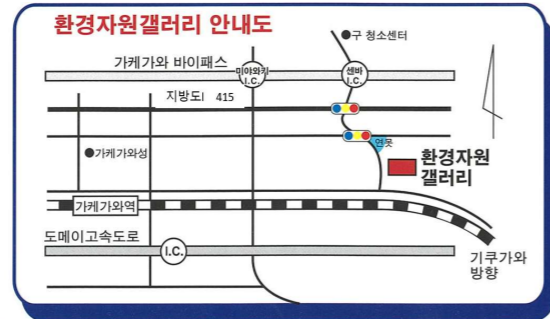 환경자원갤러리 안내도
구 청소센터
가케가와 바이패스
미야와키
I.C.
센바
I.C.
지방도I 415
연못
가케가와성
환경자원
갤러리
가케가와역
도메이고속도로
I.C.
기쿠가와
방향